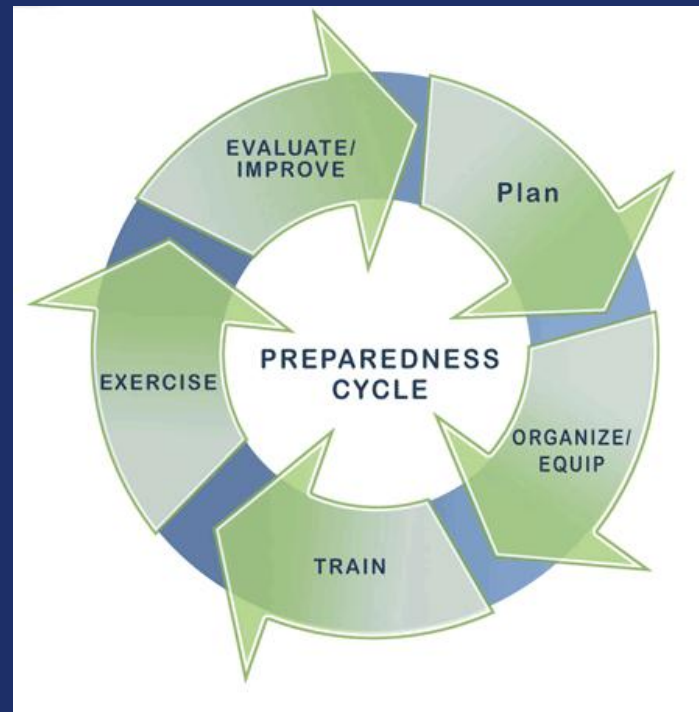 PREPAREDNESS
CYCLE
Plan
ORGANIZE/
EQUIP
TRAIN
EXERCISE
EVALUATE/
IMPROVE